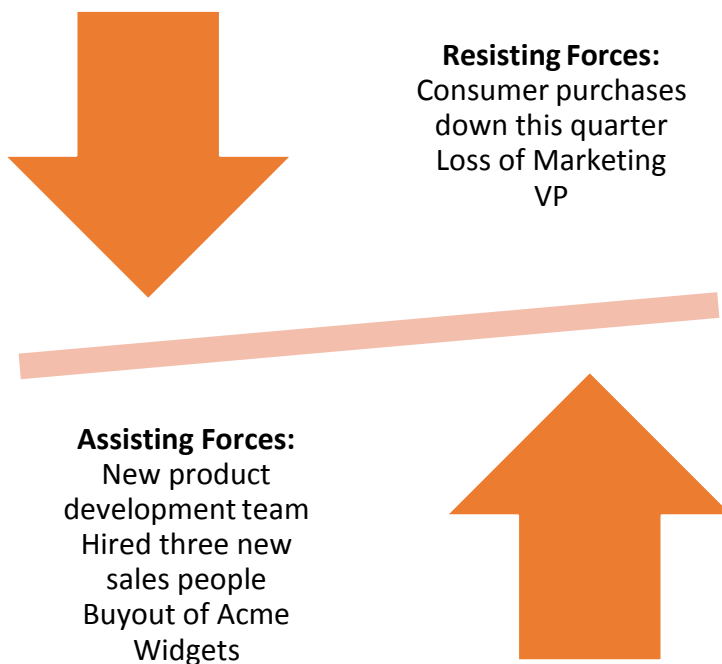 Resisting Forces:
Consumer purchases
down this quarter
Loss of Marketing
VP
Assisting Forces:
New product
development team
Hired three new
sales people
Buyout of Acme
Widgets